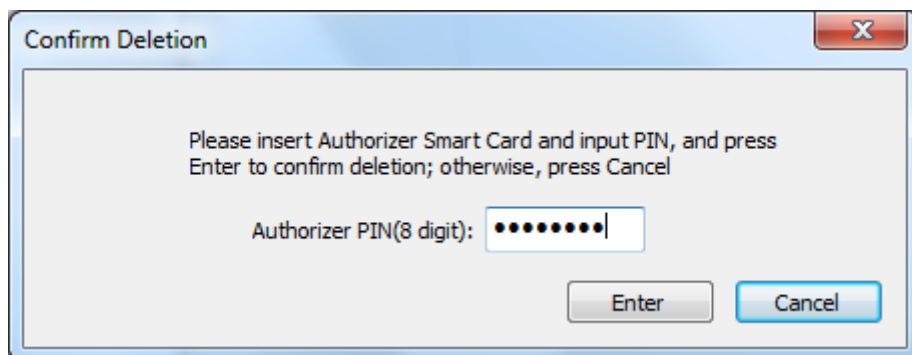 Confirm Deletion
Please insert Authorizer Smart Card and input PIN, and press
Enter to confirm deletion; otherwise, press Cancel
Authorizer PIN(8 digit): ••••••••
Enter Cancel